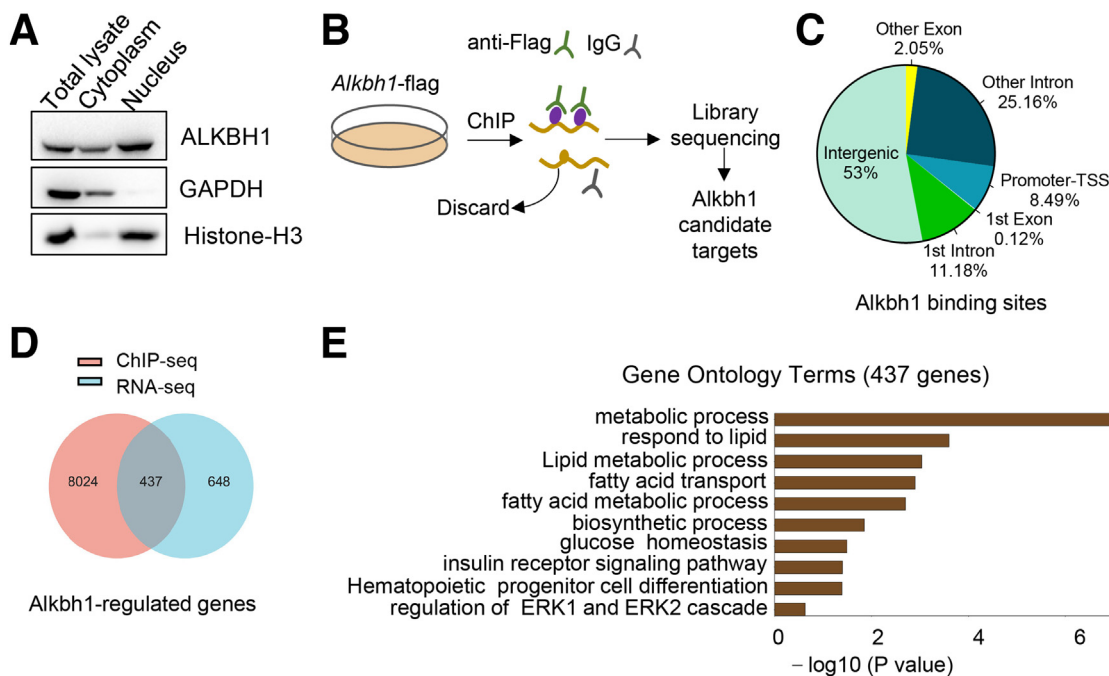 A
Total lysate
Cytoplasm
Nucleus
ALKBH1
GAPDH
Histone-H3
B
anti-Flag
IgG
Alkbh1-flag
ChIP
Discard
Library
sequencing
Alkbh1
candidate
targets
C
Other Exon
2.05%
Other Intron
25.16%
Promoter-TSS
8.49%
1st Exon
0.12%
1st Intron
11.18%
Intergenic
53%
Alkbh1 binding sites
D
ChIP-seq
RNA-seq
8024
437
648
Alkbh1-regulated genes
E
Gene Ontology Terms (437 genes)
metabolic process
respond to lipid
Lipid metabolic process
fatty acid transport
fatty acid metabolic process
biosynthetic process
glucose homeostasis
insulin receptor signaling pathway
Hematopoietic progenitor cell differentiation
regulation of ERK1 and ERK2 cascade
0 2 4 6
– log10 (P value)